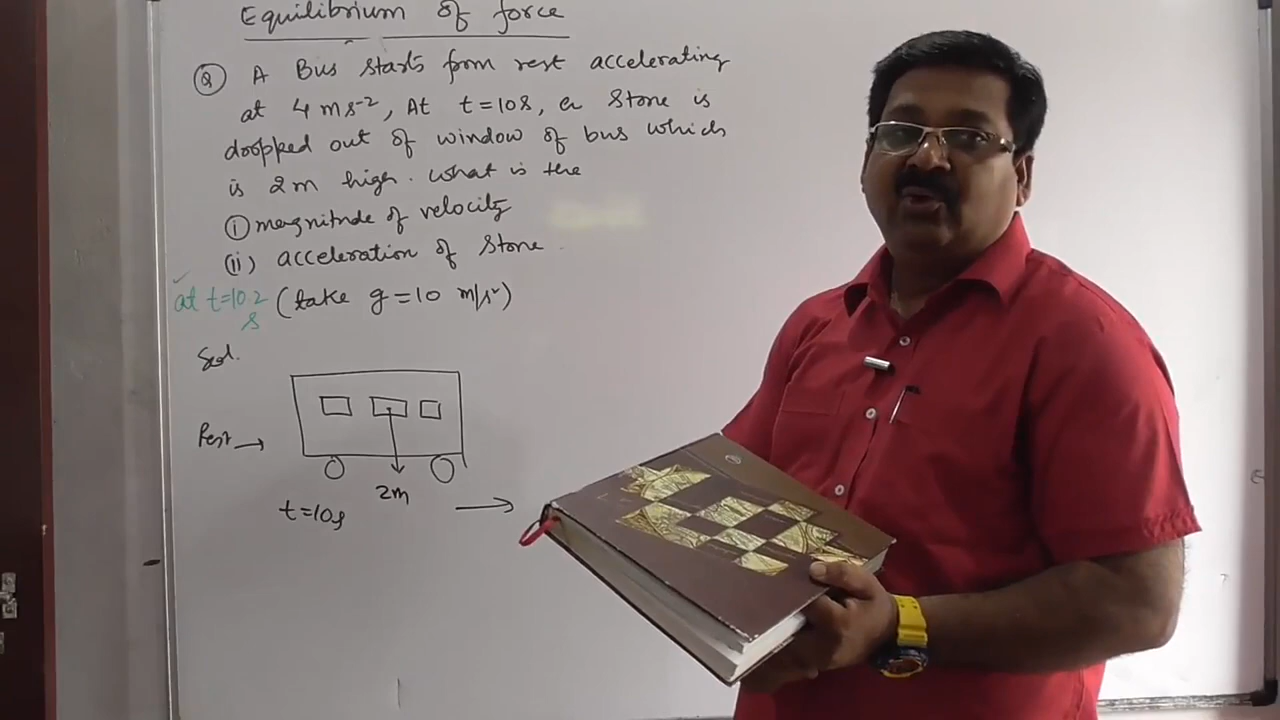 Equilibrium of force
Q A Bus starts from rest accelerating
at 4 ms-2, At t=10s, a stone is
dropped out of window of bus which
is 2m high. what is the
(i) magnitude of velocity
(ii) acceleration of stone.
at t=10.2 s (take g=10 m/s²)
Sol.
Rest →
2m
t=10s